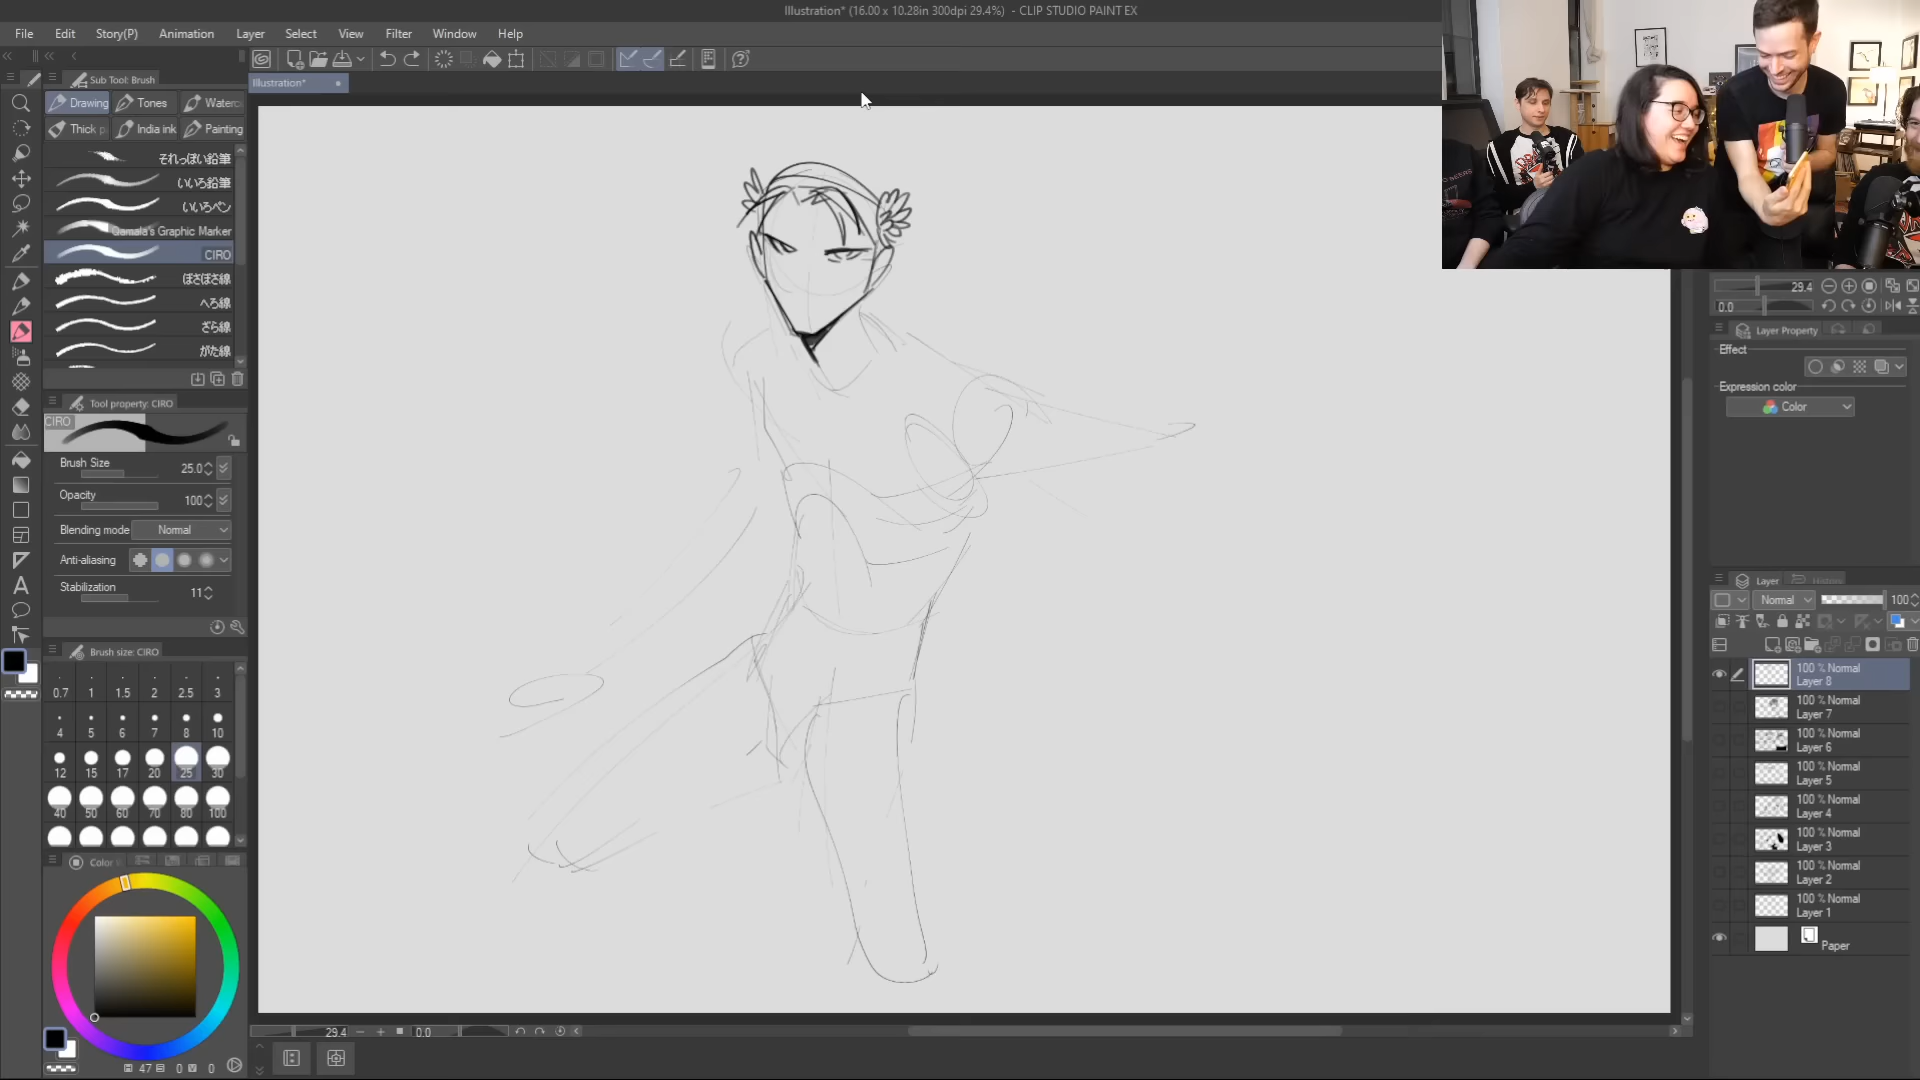 Illustration* (16.00 x 10.28in 300dpi 29.4%) - CLIP STUDIO PAINT EX
File Edit Story(P) Animation Layer Select View Filter Window Help
Sub Tool: Brush
Illustration*
Drawing Tones Waterc
Thick p India ink Painting
それっぽい鉛筆
いいろ鉛筆
いいろペン
Qamala's Graphic Marker
CIRO
ぼさぼさ線
へろ線
ざら線
がた線
Tool property: CIRO
CIRO
Brush Size 25.0
Opacity 100
Blending mode Normal
Anti-aliasing
Stabilization 11
Brush size: CIRO
0.7 1 1.5 2 2.5 3
4 5 6 7 8 10
12 15 17 20 25 30
40 50 60 70 80 100
Color
47 0 0
29.4 0.0
29.4
0.0
Layer Property
Effect
Expression color
Color
Layer
Normal 100
100 % Normal
Layer 8
100 % Normal
Layer 7
100 % Normal
Layer 6
100 % Normal
Layer 5
100 % Normal
Layer 4
100 % Normal
Layer 3
100 % Normal
Layer 2
100 % Normal
Layer 1
Paper